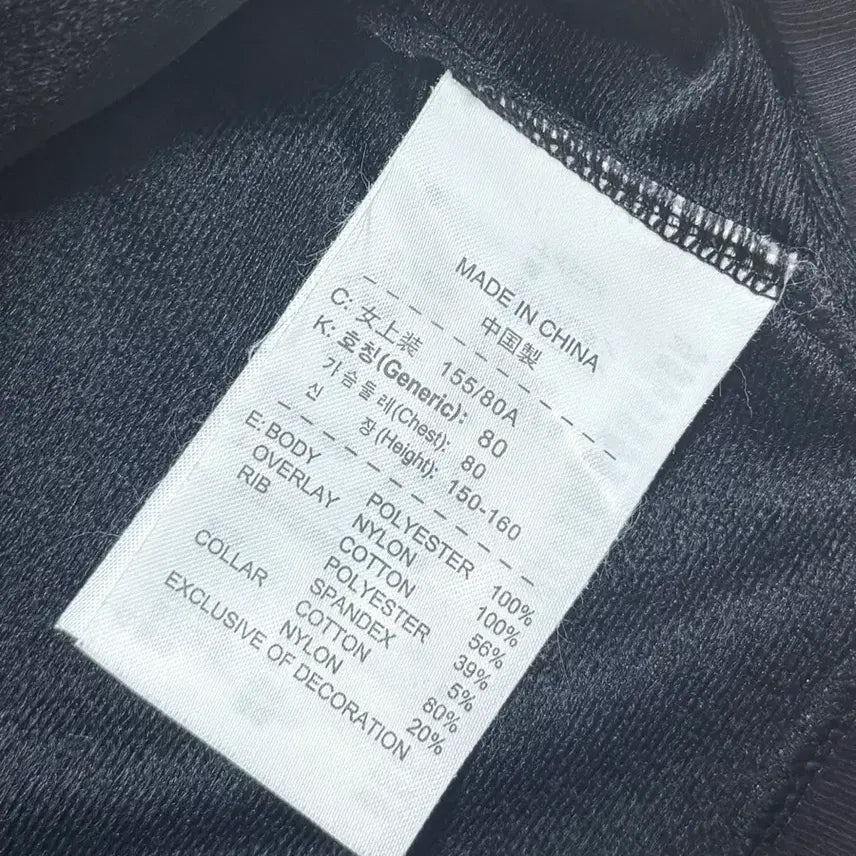 MADE IN CHINA
中国製
C: 女上装 155/80A
K: 호칭(Generic): 80
가슴둘레(Chest): 80
신 장(Height): 150-160
E: BODY POLYESTER 100%
OVERLAY NYLON 100%
RIB COTTON 56%
POLYESTER 39%
SPANDEX 5%
COLLAR COTTON 80%
NYLON 20%
EXCLUSIVE OF DECORATION